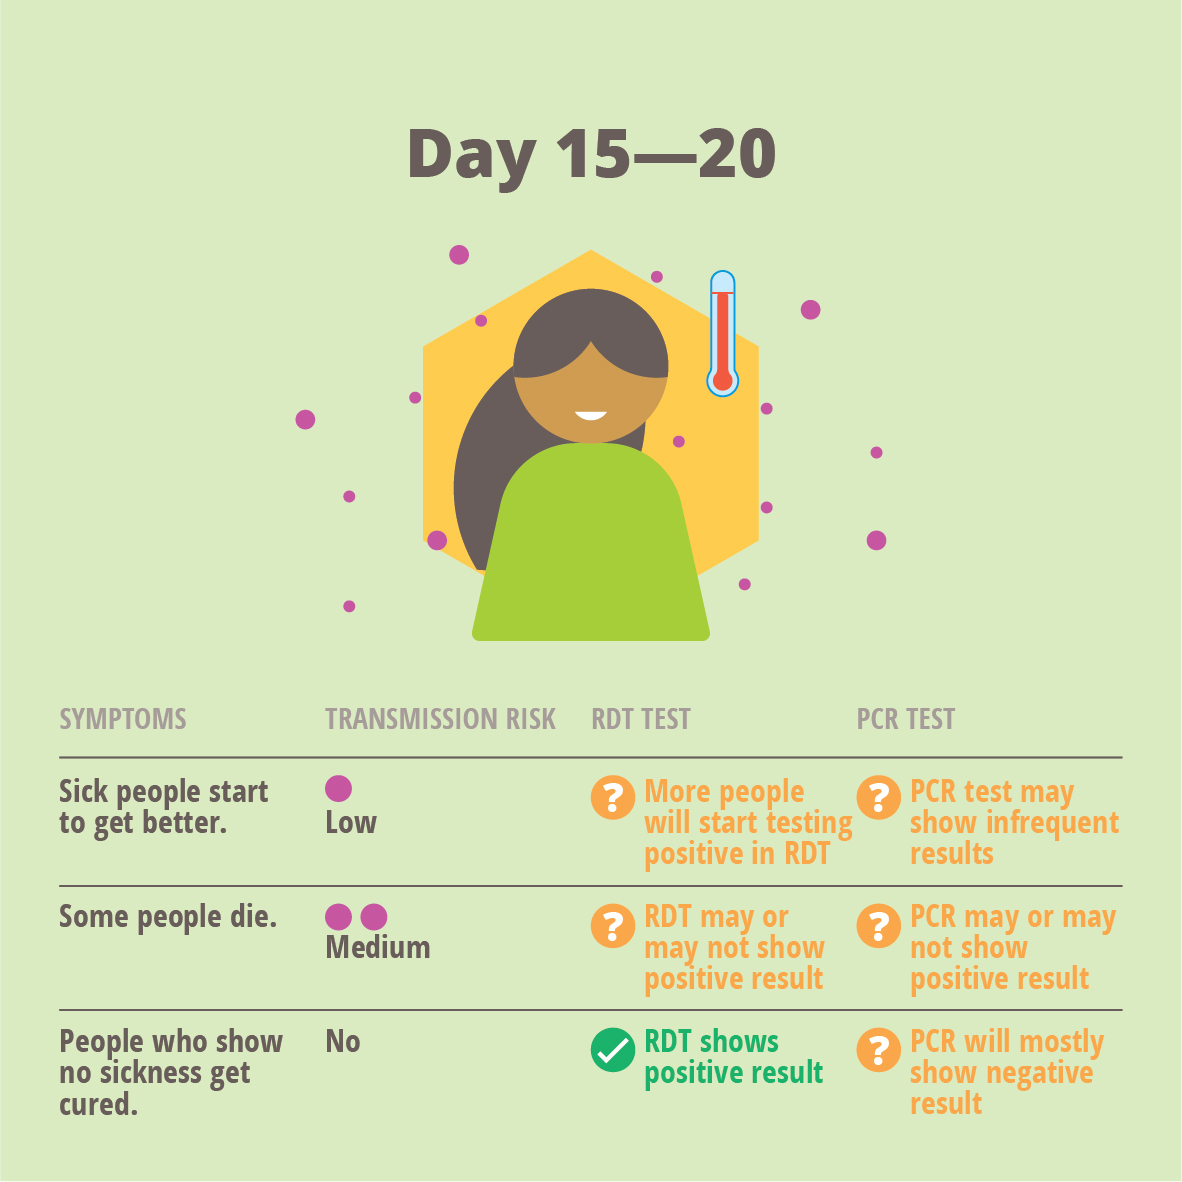 Day 15—20
SYMPTOMS
TRANSMISSION RISK
RDT TEST
PCR TEST
Sick people start
to get better.
Low
? More people
will start testing
positive in RDT
? PCR test may
show infrequent
results
Some people die.
Medium
? RDT may or
may not show
positive result
? PCR may or may
not show
positive result
People who show
no sickness get
cured.
No
RDT shows
positive result
? PCR will mostly
show negative
result